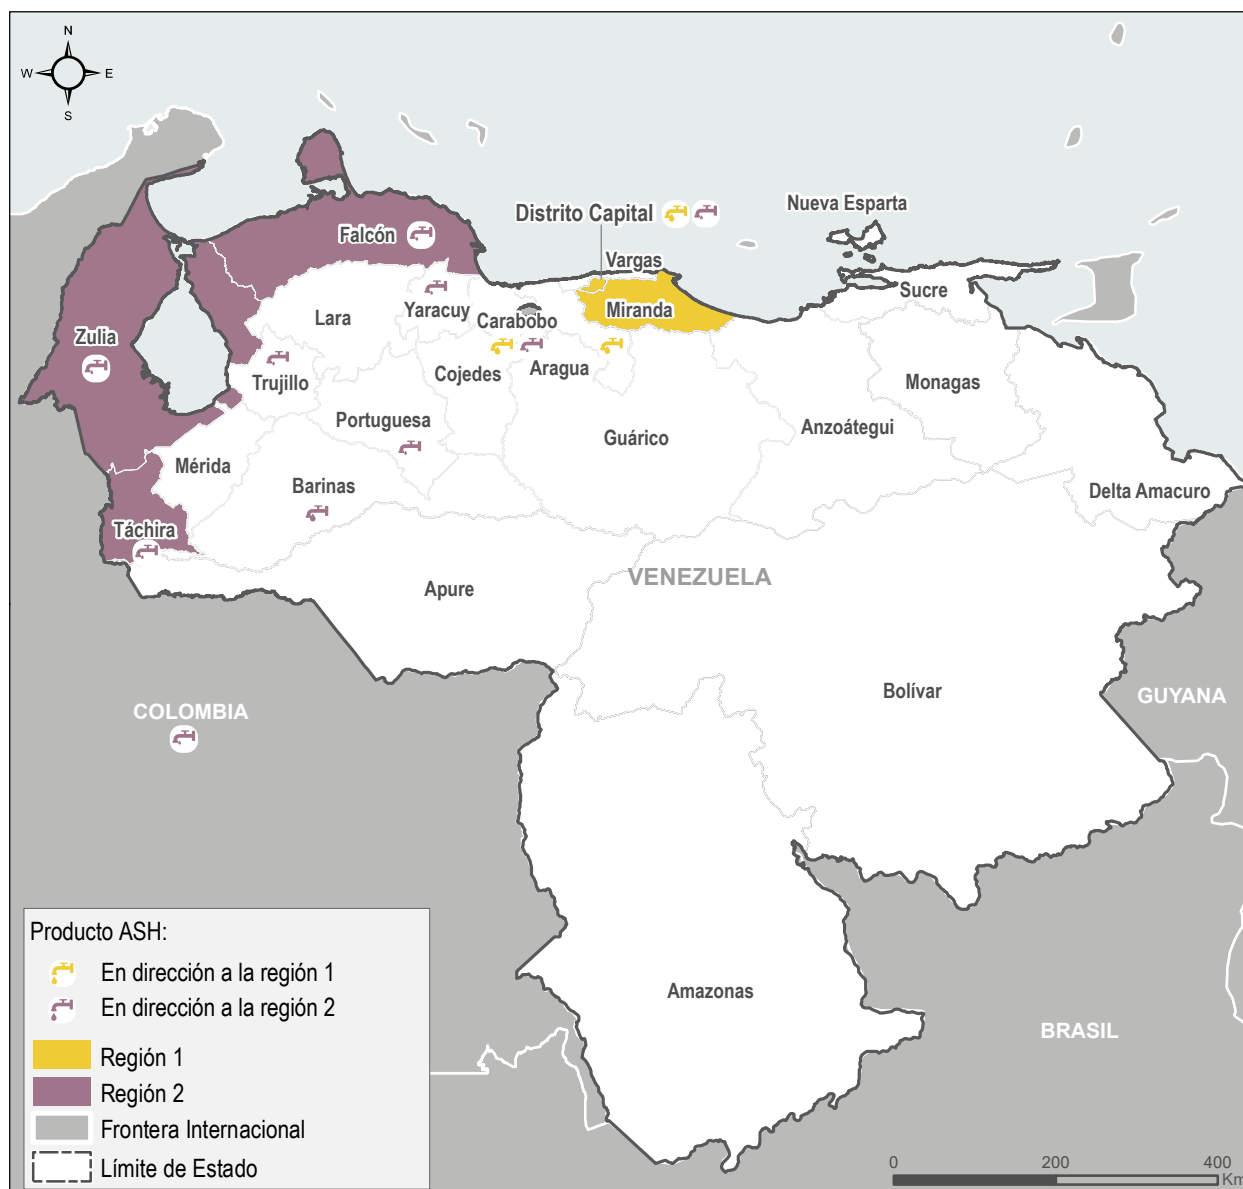 N
W
E
S
Nueva Esparta
Distrito Capital
Falcón
Vargas
Sucre
Yaracuy
Miranda
Lara
Carabobo
Zulia
Aragua
Cojedes
Trujillo
Monagas
Portuguesa
Anzoátegui
Guárico
Mérida
Barinas
Delta Amacuro
Táchira
VENEZUELA
Apure
Bolívar
GUYANA
COLOMBIA
Amazonas
BRASIL
Producto ASH:
En dirección a la región 1
En dirección a la región 2
Región 1
Región 2
Frontera Internacional
Límite de Estado
0
200
400
Km